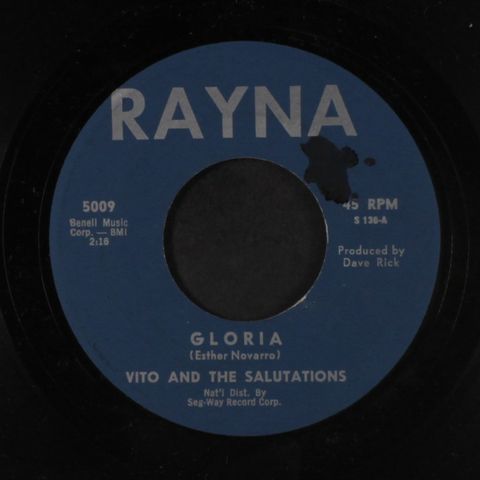 RAYNA
5009
Benell Music
Corp. — BMI
2:16
45 RPM
S 136-A
Produced by
Dave Rick
GLORIA
(Esther Novarro)
VITO AND THE SALUTATIONS
Nat'l Dist. By
Seg-Way Record Corp.